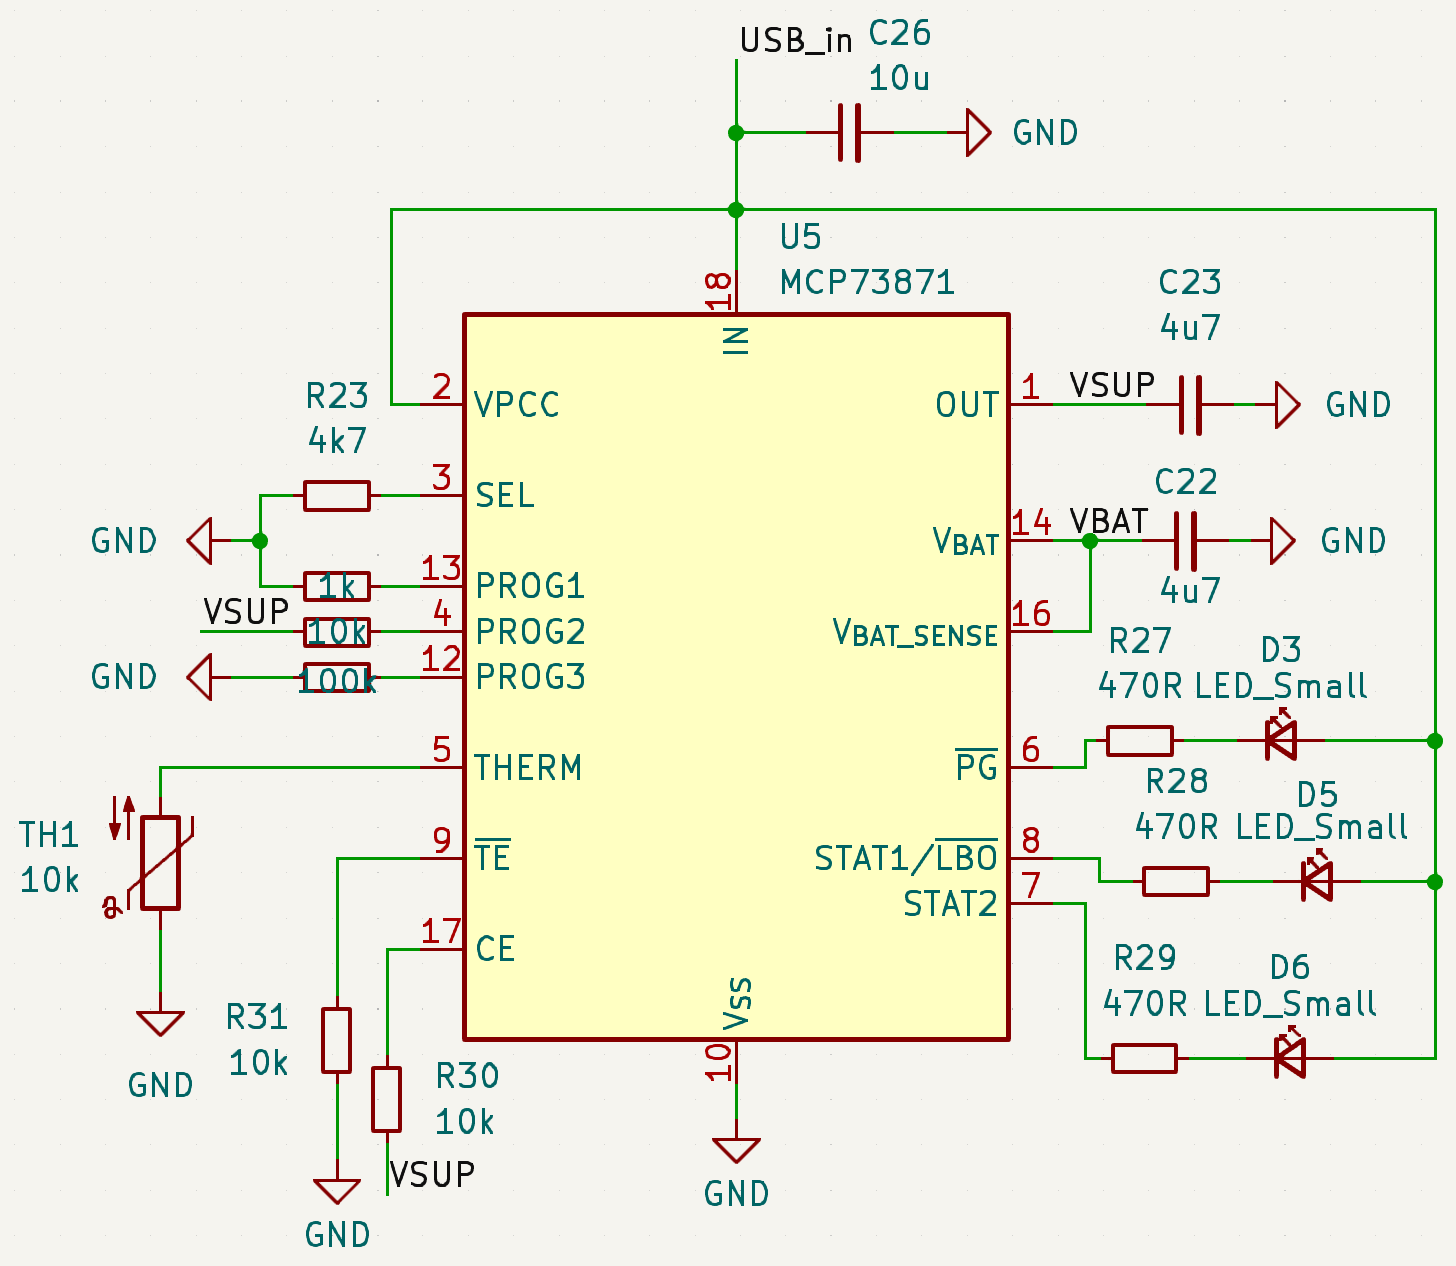 USB_in
C26
10u
GND
U5
MCP73871
18
IN
C23
4u7
R23
4k7
2
VPCC
OUT
1
VSUP
GND
3
SEL
C22
GND
14
VBAT
VBAT
GND
4u7
13
1k
PROG1
VSUP
10k
4
PROG2
16
VBAT_SENSE
GND
100k
12
PROG3
R27
470R
D3
LED_Small
5
THERM
PG
6
R28
470R
D5
LED_Small
TH1
10k
9
TE
STAT1/LBO
8
STAT2
7
17
CE
R29
470R
D6
LED_Small
VSS
10
R31
10k
GND
R30
10k
VSUP
GND
GND